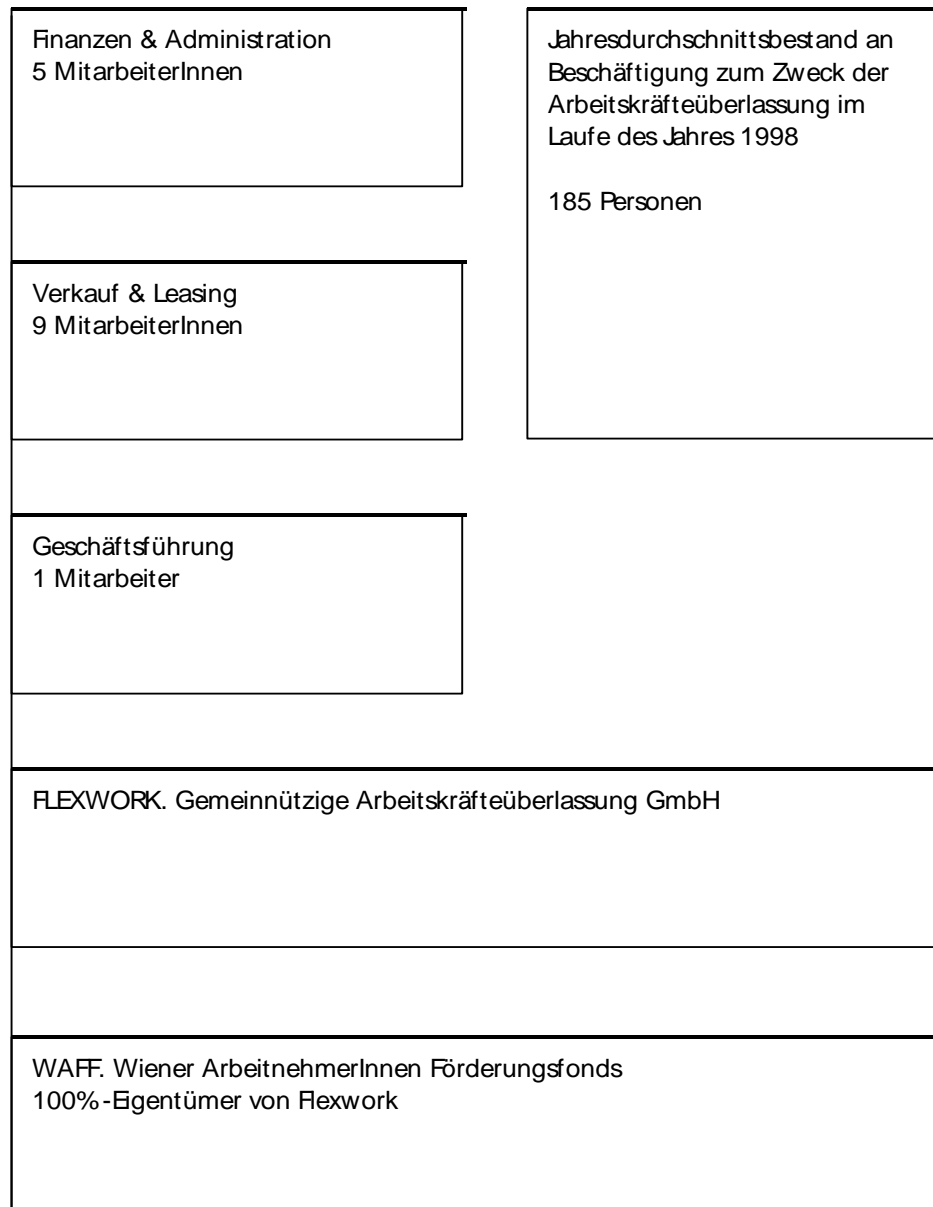 Finanzen & Administration
5 MitarbeiterInnen
Jahresdurchschnittsbestand an
Beschäftigung zum Zweck der
Arbeitskräfteüberlassung im
Laufe des Jahres 1998
185 Personen
Verkauf & Leasing
9 MitarbeiterInnen
Geschäftsführung
1 Mitarbeiter
FLEXWORK. Gemeinnützige Arbeitskräfteüberlassung GmbH
WAFF. Wiener ArbeitnehmerInnen Förderungsfonds
100%-Eigentümer von Flexwork